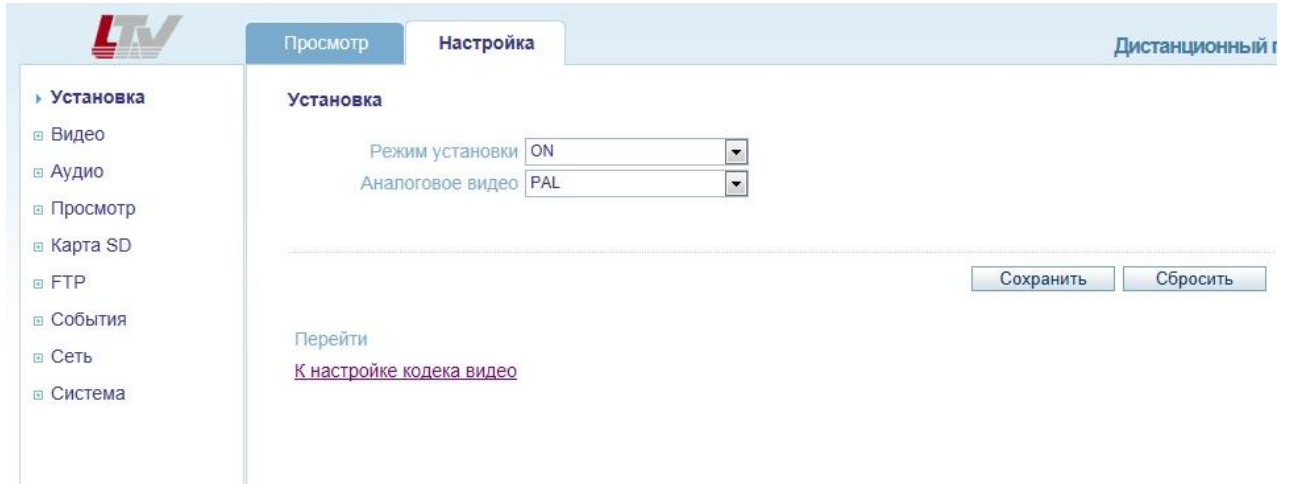 LTV
Просмотр
Настройка
Дистанционный
Установка
Видео
Аудио
Просмотр
Карта SD
FTP
События
Сеть
Система
Установка
Режим установки ON
Аналоговое видео PAL
Сохранить Сбросить
Перейти
К настройке кодека видео